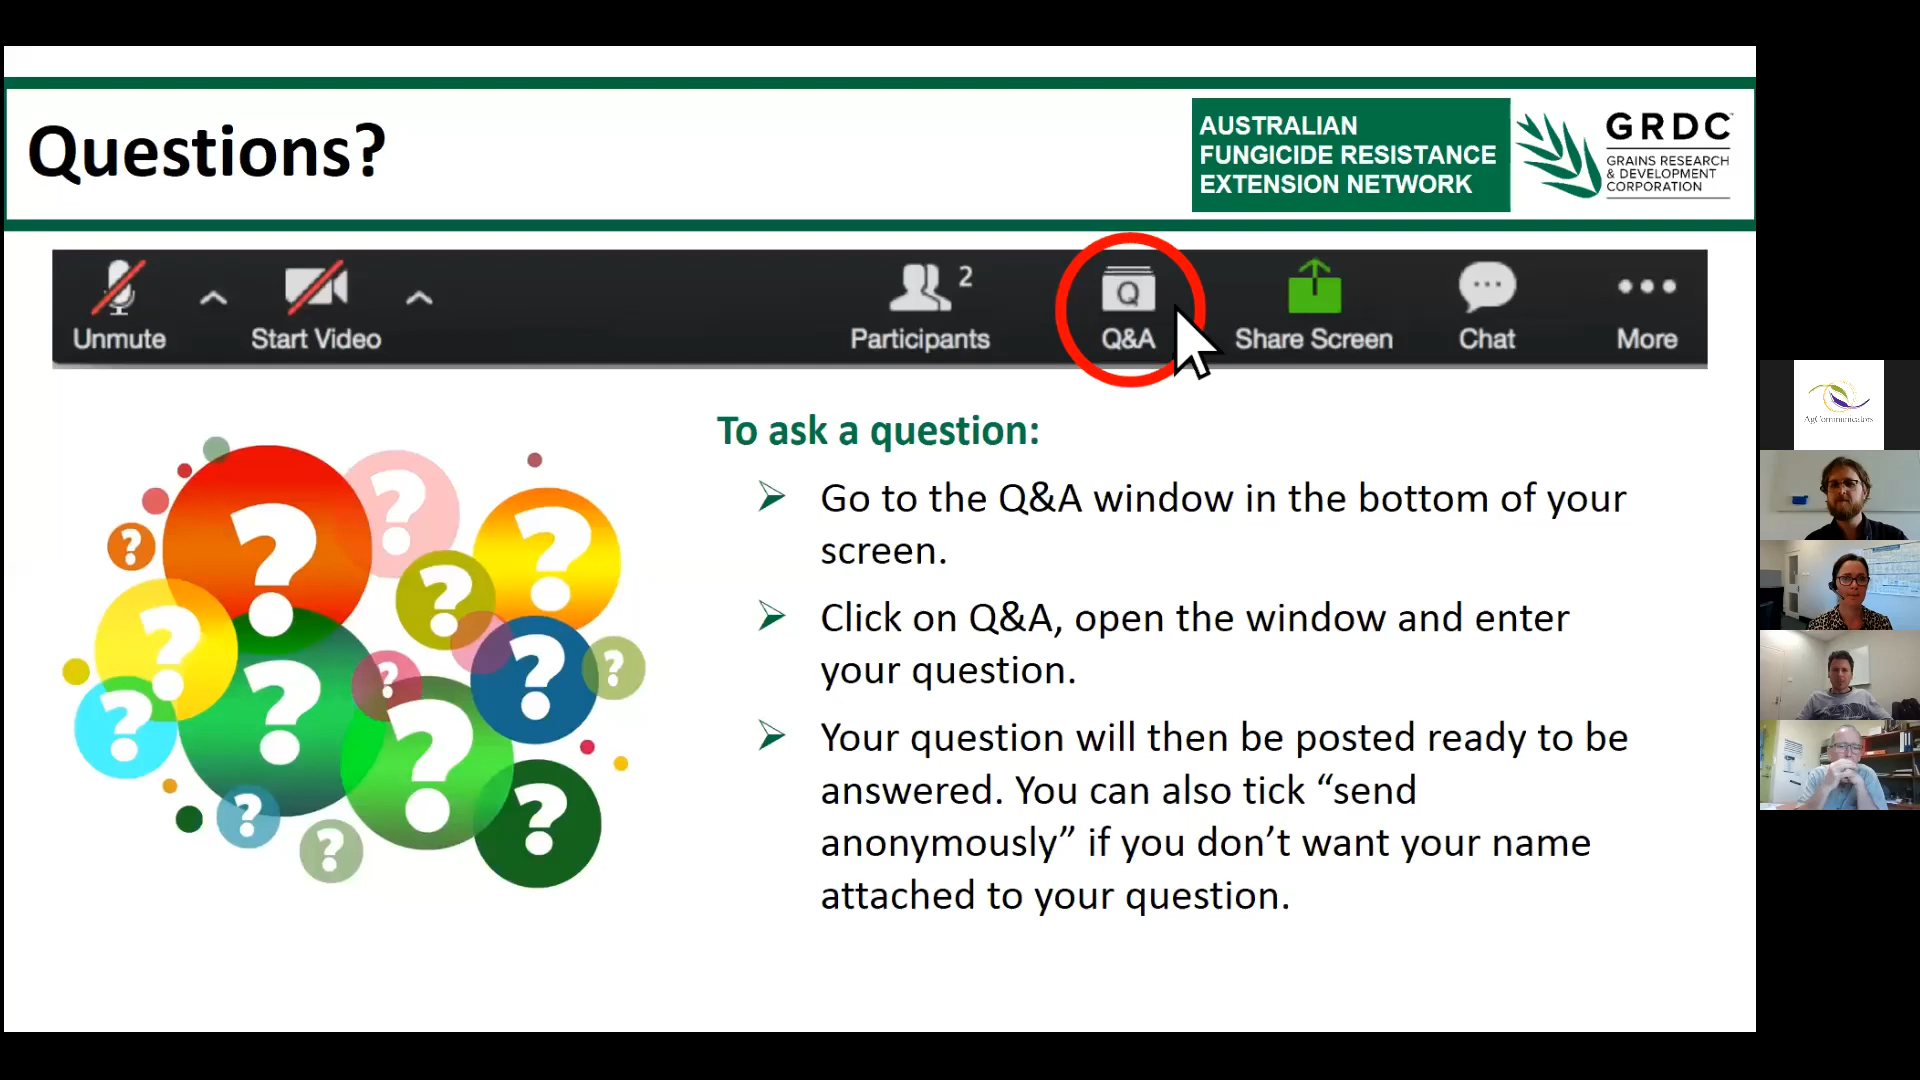 Questions?
AUSTRALIAN
FUNGICIDE RESISTANCE
EXTENSION NETWORK
GRDC
GRAINS RESEARCH
& DEVELOPMENT
CORPORATION
Unmute
Start Video
Participants
2
Q
Q&A
Share Screen
Chat
More
To ask a question:
Go to the Q&A window in the bottom of your
screen.
Click on Q&A, open the window and enter
your question.
Your question will then be posted ready to be
answered. You can also tick “send
anonymously” if you don’t want your name
attached to your question.
?
?
?
?
?
?
?
?
?
?
?
?
?
?
AgCommunicators